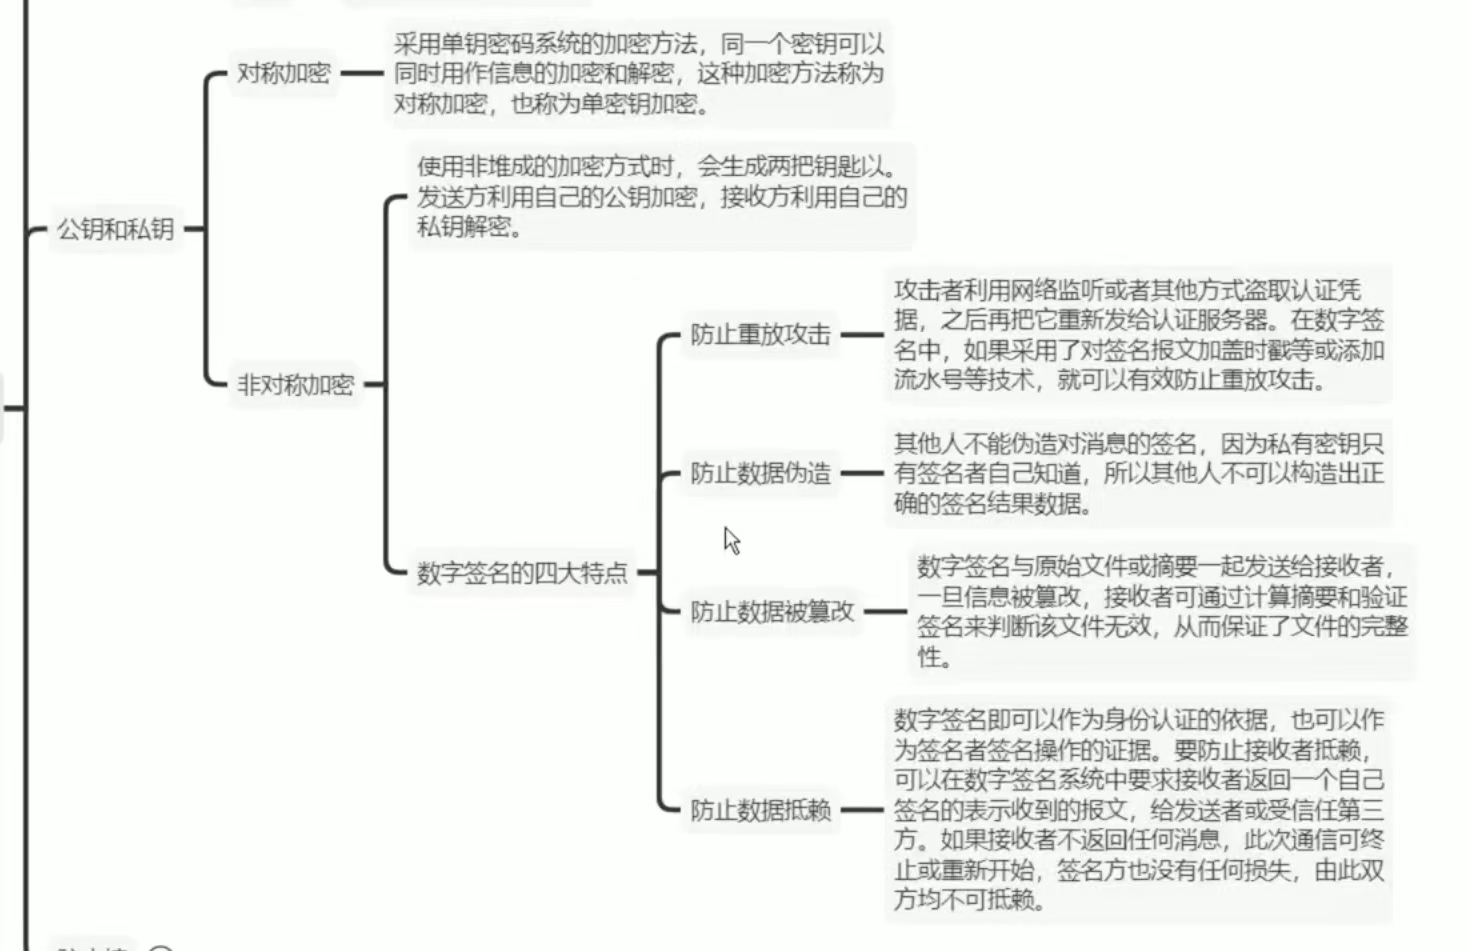 对称加密
采用单钥密码系统的加密方法，同一个密钥可以
同时用作信息的加密和解密，这种加密方法称为
对称加密，也称为单密钥加密。
使用非堆成的加密方式时，会生成两把钥匙以。
发送方利用自己的公钥加密，接收方利用自己的
私钥解密。
公钥和私钥
非对称加密
防止重放攻击
攻击者利用网络监听或者其他方式盗取认证凭
据，之后再把它重新发给认证服务器。在数字签
名中，如果采用了对签名报文加盖时戳等或添加
流水号等技术，就可以有效防止重放攻击。
防止数据伪造
其他人不能伪造对消息的签名，因为私有密钥只
有签名者自己知道，所以其他人不可以构造出正
确的签名结果数据。
数字签名的四大特点
防止数据被篡改
数字签名与原始文件或摘要一起发送给接收者，
一旦信息被篡改，接收者可通过计算摘要和验证
签名来判断该文件无效，从而保证了文件的完整
性。
防止数据抵赖
数字签名即可以作为身份认证的依据，也可以作
为签名者签名操作的证据。要防止接收者抵赖，
可以在数字签名系统中要求接收者返回一个自己
签名的表示收到的报文，给发送者或受信任第三
方。如果接收者不返回任何消息，此次通信可终
止或重新开始，签名方也没有任何损失，由此双
方均不可抵赖。